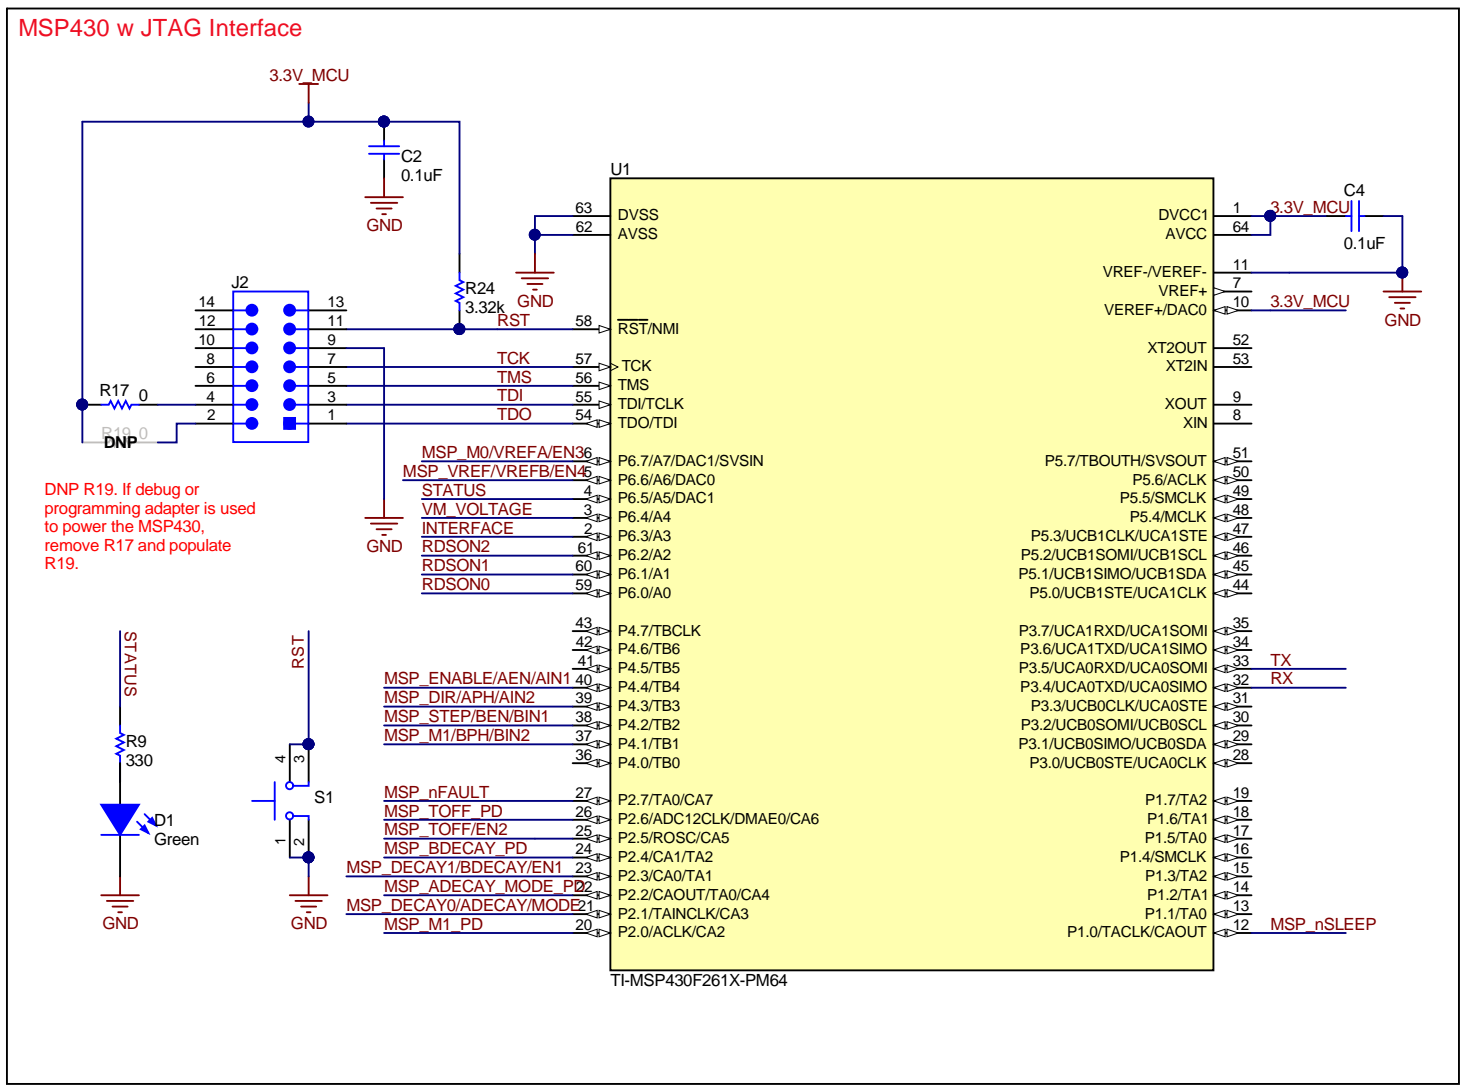 MSP430 w JTAG Interface
3.3V_MCU
C2
0.1uF
GND
R24
3.32k
J2
14 13
12 11
10 9
8 7
6 5
4 3
2 1
RST
TCK
TMS
TDI
TDO
R17 0
R19 0
DNP
DNP R19. If debug or
programming adapter is used
to power the MSP430,
remove R17 and populate
R19.
GND
GND
STATUS
R9
330
D1
Green
GND
RST
4 3
S1
1 2
GND
U1
63 DVSS
62 AVSS
58 RST/NMI
57 TCK
56 TMS
55 TDI/TCLK
54 TDO/TDI
MSP_M0/VREFA/EN3 6 P6.7/A7/DAC1/SVSIN
MSP_VREF/VREFB/EN4 5 P6.6/A6/DAC0
STATUS 4 P6.5/A5/DAC1
VM_VOLTAGE 3 P6.4/A4
INTERFACE 2 P6.3/A3
RDSON2 61 P6.2/A2
RDSON1 60 P6.1/A1
RDSON0 59 P6.0/A0
43 P4.7/TBCLK
42 P4.6/TB6
41 P4.5/TB5
MSP_ENABLE/AEN/AIN1 40 P4.4/TB4
MSP_DIR/APH/AIN2 39 P4.3/TB3
MSP_STEP/BEN/BIN1 38 P4.2/TB2
MSP_M1/BPH/BIN2 37 P4.1/TB1
36 P4.0/TB0
MSP_nFAULT 27 P2.7/TA0/CA7
MSP_TOFF_PD 26 P2.6/ADC12CLK/DMAE0/CA6
MSP_TOFF/EN2 25 P2.5/ROSC/CA5
MSP_BDECAY_PD 24 P2.4/CA1/TA2
MSP_DECAY1/BDECAY/EN1 23 P2.3/CA0/TA1
MSP_ADECAY_MODE_PD 22 P2.2/CAOUT/TA0/CA4
MSP_DECAY0/ADECAY/MODE 21 P2.1/TAINCLK/CA3
MSP_M1_PD 20 P2.0/ACLK/CA2
DVCC1 1 3.3V_MCU
AVCC 64
C4
0.1uF
VREF-/VEREF- 11
VREF+ 7
VEREF+/DAC0 10 3.3V_MCU
GND
XT2OUT 52
XT2IN 53
XOUT 9
XIN 8
P5.7/TBOUTH/SVSOUT 51
P5.6/ACLK 50
P5.5/SMCLK 49
P5.4/MCLK 48
P5.3/UCB1CLK/UCA1STE 47
P5.2/UCB1SOMI/UCB1SCL 46
P5.1/UCB1SIMO/UCB1SDA 45
P5.0/UCB1STE/UCA1CLK 44
P3.7/UCA1RXD/UCA1SOMI 35
P3.6/UCA1TXD/UCA1SIMO 34
P3.5/UCA0RXD/UCA0SOMI 33 TX
P3.4/UCA0TXD/UCA0SIMO 32 RX
P3.3/UCB0CLK/UCA0STE 31
P3.2/UCB0SOMI/UCB0SCL 30
P3.1/UCB0SIMO/UCB0SDA 29
P3.0/UCB0STE/UCA0CLK 28
P1.7/TA2 19
P1.6/TA1 18
P1.5/TA0 17
P1.4/SMCLK 16
P1.3/TA2 15
P1.2/TA1 14
P1.1/TA0 13
P1.0/TACLK/CAOUT 12 MSP_nSLEEP
TI-MSP430F261X-PM64